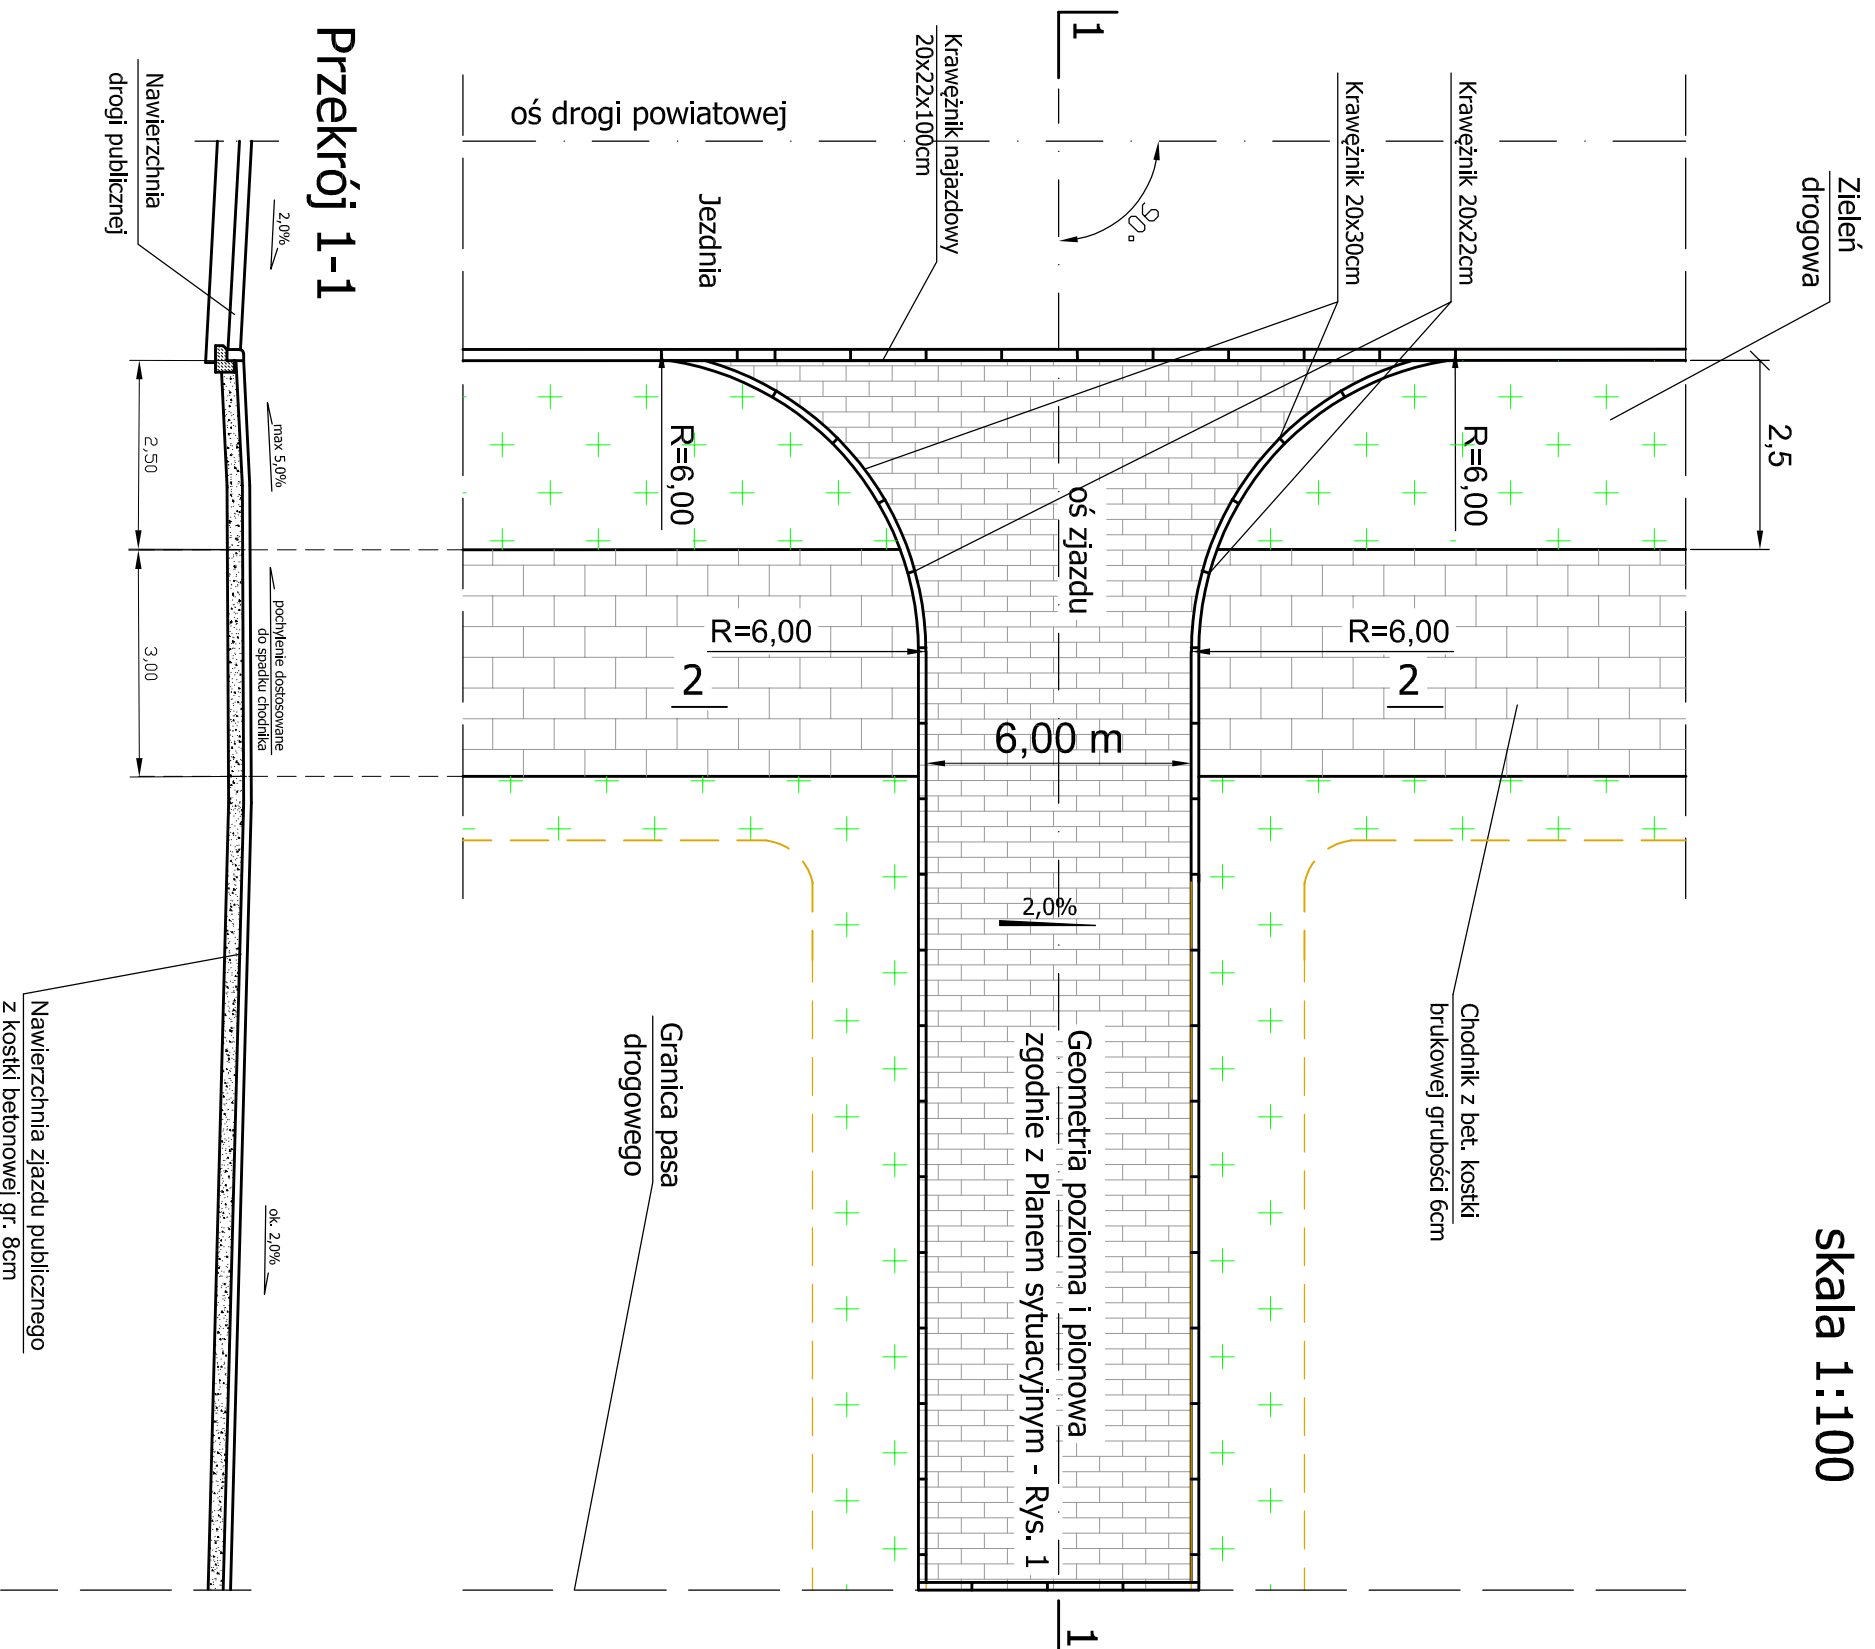 skala 1:100
Zieleń
drogowa
2,5
Krawężnik 20x22cm
Krawężnik 20x30cm
1
Krawężnik najazdowy
20x22x100cm
oś drogi powiatowej
Jezdnia
90°
R=6,00
R=6,00
oś zjazdu
R=6,00
R=6,00
2
2
6,00 m
2,0%
Chodnik z bet. kostki
brukowej grubości 6cm
Geometria pozioma i pionowa
zgodnie z Planem sytuacyjnym - Rys. 1
Granica pasa
drogowego
1
Przekrój 1-1
2,0%
max 5,0%
pochylenie dostosowane
do spadku chodnika
ok. 2,0%
Nawierzchnia
drogi publicznej
2,50
3,00
Nawierzchnia zjazdu publicznego
z kostki betonowej gr. 8cm